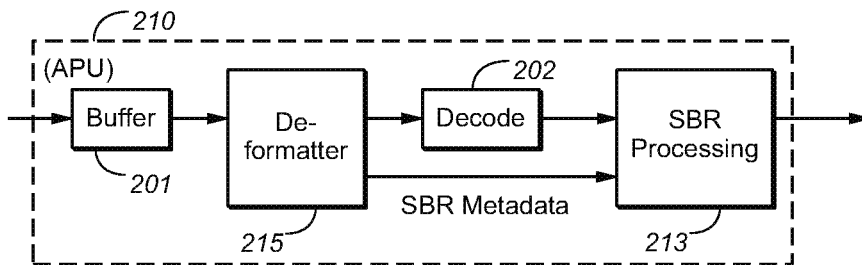 210
(APU)
Buffer
201
De-
formatter
215
202
Decode
SBR Metadata
SBR
Processing
213